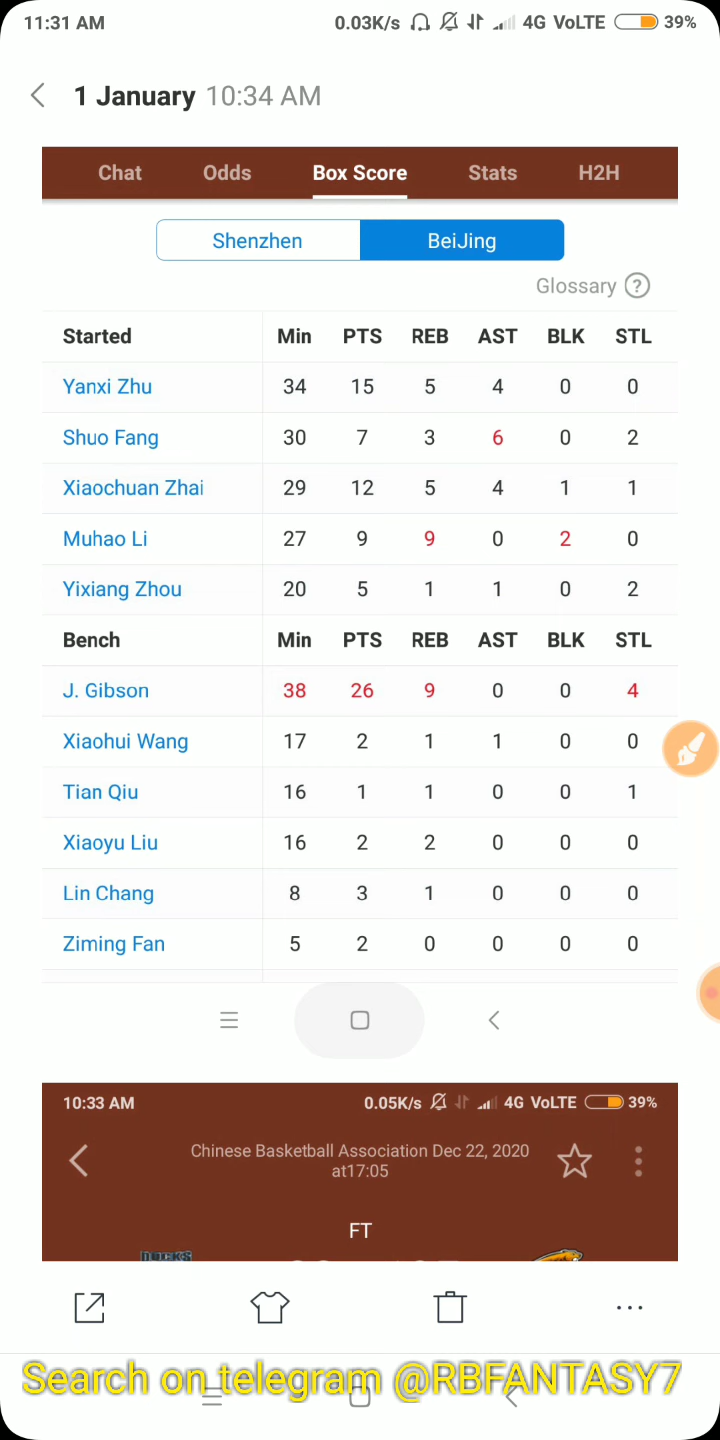 11:31 AM 0.03K/s 4G VoLTE 39%
1 January 10:34 AM
Chat Odds Box Score Stats H2H
Shenzhen BeiJing
Glossary ?
Started Min PTS REB AST BLK STL
Yanxi Zhu 34 15 5 4 0 0
Shuo Fang 30 7 3 6 0 2
Xiaochuan Zhai 29 12 5 4 1 1
Muhao Li 27 9 9 0 2 0
Yixiang Zhou 20 5 1 1 0 2
Bench Min PTS REB AST BLK STL
J. Gibson 38 26 9 0 0 4
Xiaohui Wang 17 2 1 1 0 0
Tian Qiu 16 1 1 0 0 1
Xiaoyu Liu 16 2 2 0 0 0
Lin Chang 8 3 1 0 0 0
Ziming Fan 5 2 0 0 0 0
10:33 AM 0.05K/s 4G VoLTE 39%
Chinese Basketball Association Dec 22, 2020
at17:05
FT
Search on telegram @RBFANTASY7